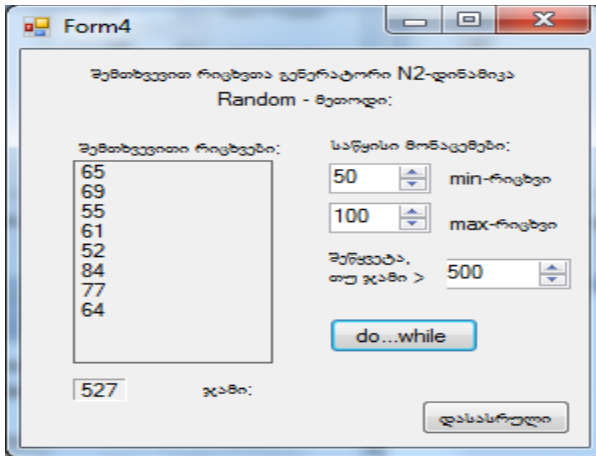 Form4
შემთხვევით რიცხვთა გენერატორი N2-დინამიკა
Random - მეთოდი:
შემთხვევითი რიცხვები:
65
69
55
61
52
84
77
64
527 ჯამი:
საწყისი მონაცემები:
50 min-რიცხვი
100 max-რიცხვი
შეწყვეტა,
თუ ჯამი > 500
do...while
დასასრული